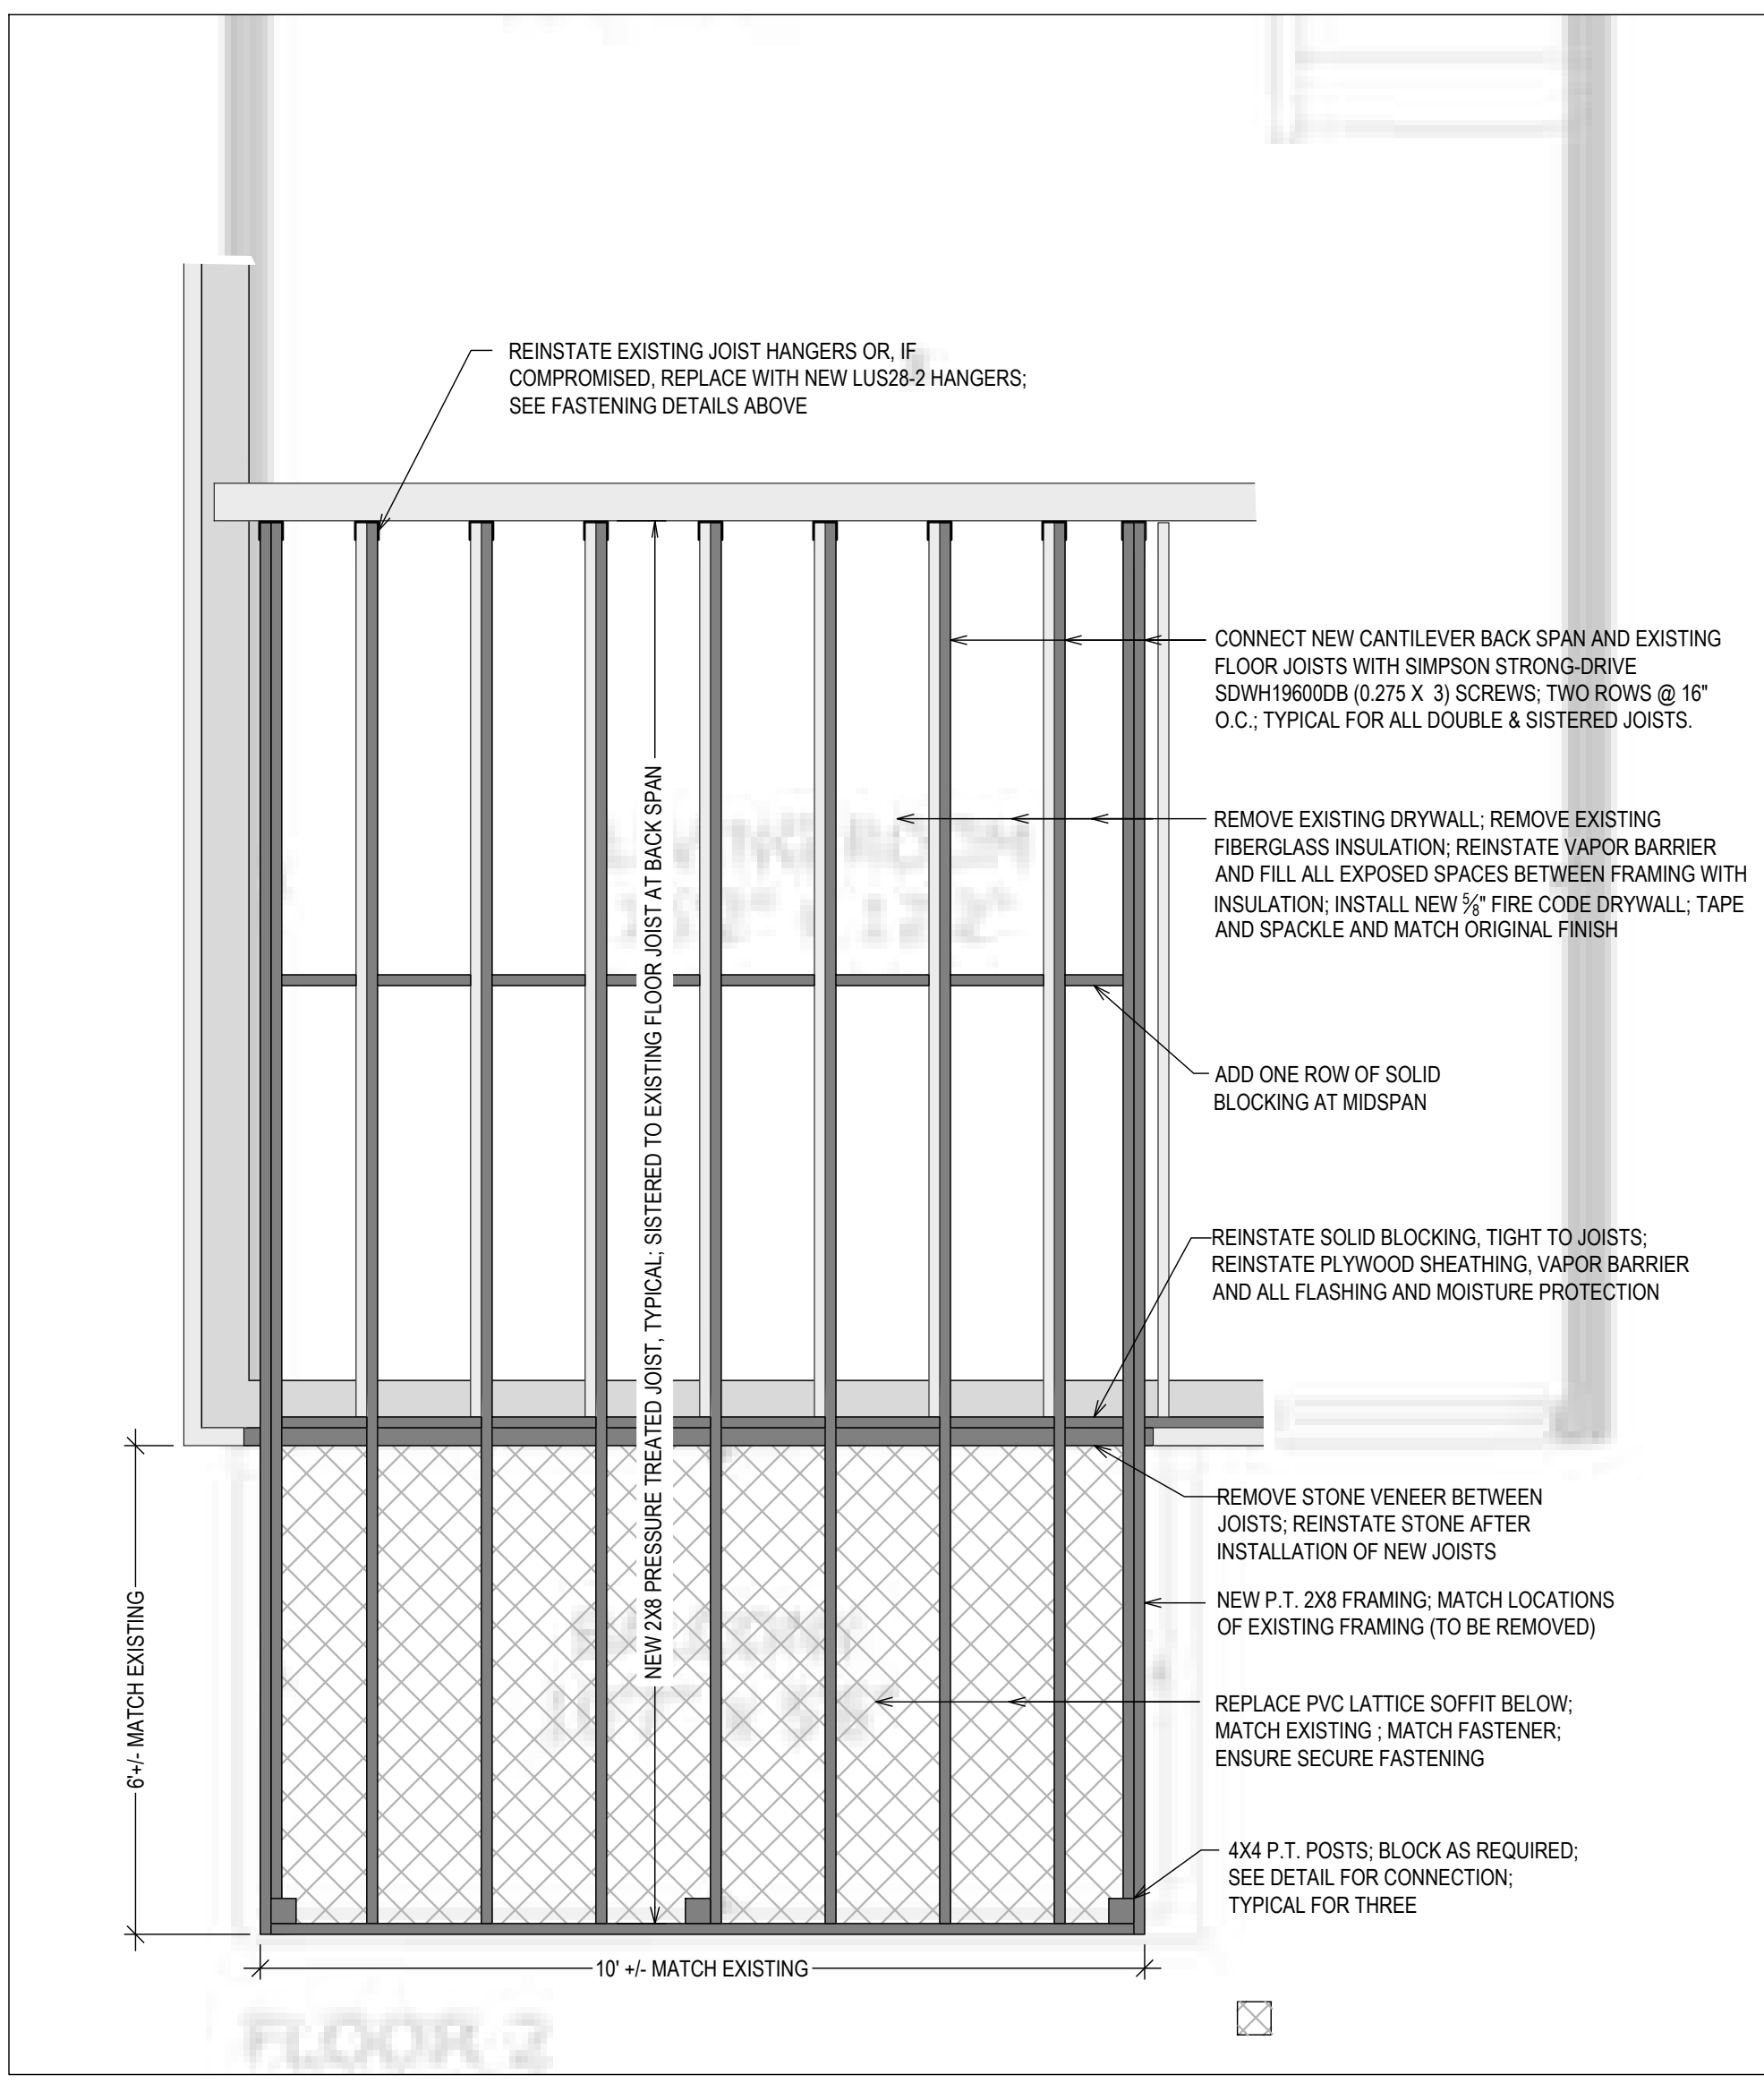 REINSTATE EXISTING JOIST HANGERS OR, IF
COMPROMISED, REPLACE WITH NEW LUS28-2 HANGERS;
SEE FASTENING DETAILS ABOVE
CONNECT NEW CANTILEVER BACK SPAN AND EXISTING
FLOOR JOISTS WITH SIMPSON STRONG-DRIVE
SDWH19600DB (0.275 X 3) SCREWS; TWO ROWS @ 16"
O.C.; TYPICAL FOR ALL DOUBLE & SISTERED JOISTS.
NEW 2X8 PRESSURE TREATED JOIST, TYPICAL; SISTERED TO EXISTING FLOOR JOIST AT BACK SPAN
REMOVE EXISTING DRYWALL; REMOVE EXISTING
FIBERGLASS INSULATION; REINSTATE VAPOR BARRIER
AND FILL ALL EXPOSED SPACES BETWEEN FRAMING WITH
INSULATION; INSTALL NEW ⅝" FIRE CODE DRYWALL; TAPE
AND SPACKLE AND MATCH ORIGINAL FINISH
ADD ONE ROW OF SOLID
BLOCKING AT MIDSPAN
REINSTATE SOLID BLOCKING, TIGHT TO JOISTS;
REINSTATE PLYWOOD SHEATHING, VAPOR BARRIER
AND ALL FLASHING AND MOISTURE PROTECTION
REMOVE STONE VENEER BETWEEN
JOISTS; REINSTATE STONE AFTER
INSTALLATION OF NEW JOISTS
NEW P.T. 2X8 FRAMING; MATCH LOCATIONS
OF EXISTING FRAMING (TO BE REMOVED)
6'+/- MATCH EXISTING
BALCONY
REPLACE PVC LATTICE SOFFIT BELOW;
MATCH EXISTING ; MATCH FASTENER;
ENSURE SECURE FASTENING
4X4 P.T. POSTS; BLOCK AS REQUIRED;
SEE DETAIL FOR CONNECTION;
TYPICAL FOR THREE
10' +/- MATCH EXISTING
FLOOR 2